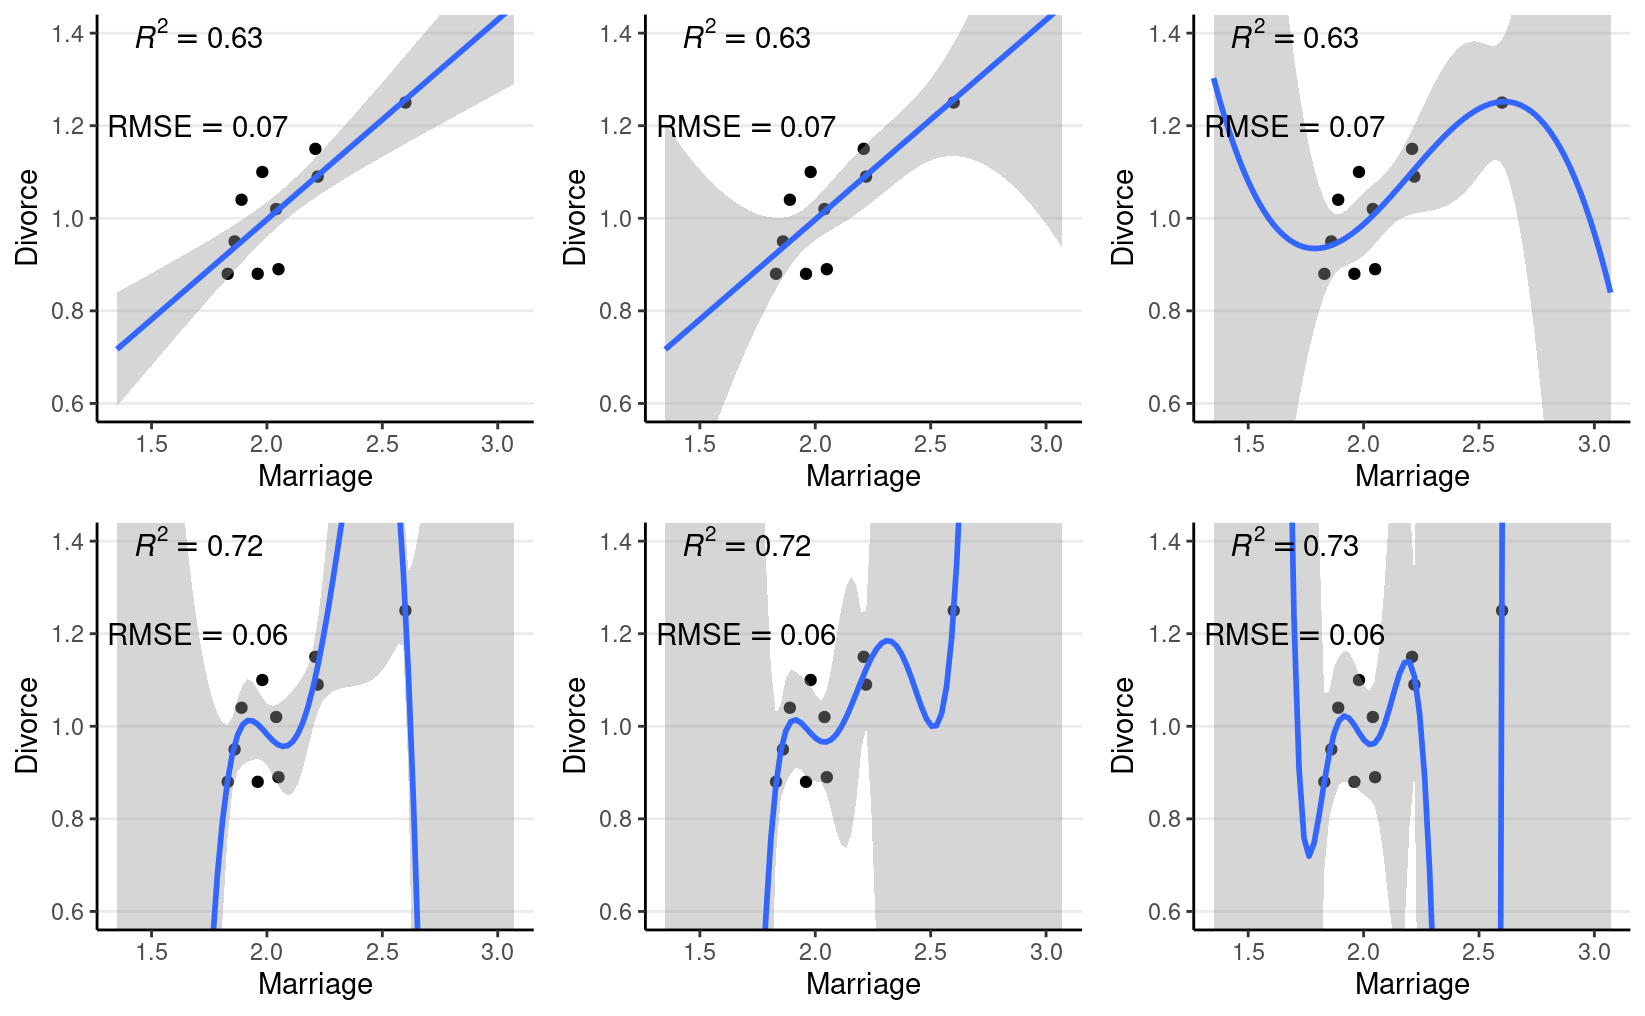 1.4
1.2
1.0
0.8
0.6
Divorce
R² = 0.63
RMSE = 0.07
1.5 2.0 2.5 3.0
Marriage
1.4
1.2
1.0
0.8
0.6
Divorce
R² = 0.63
RMSE = 0.07
1.5 2.0 2.5 3.0
Marriage
1.4
1.2
1.0
0.8
0.6
Divorce
R² = 0.63
RMSE = 0.07
1.5 2.0 2.5 3.0
Marriage
1.4
1.2
1.0
0.8
0.6
Divorce
R² = 0.72
RMSE = 0.06
1.5 2.0 2.5 3.0
Marriage
1.4
1.2
1.0
0.8
0.6
Divorce
R² = 0.72
RMSE = 0.06
1.5 2.0 2.5 3.0
Marriage
1.4
1.2
1.0
0.8
0.6
Divorce
R² = 0.73
RMSE = 0.06
1.5 2.0 2.5 3.0
Marriage